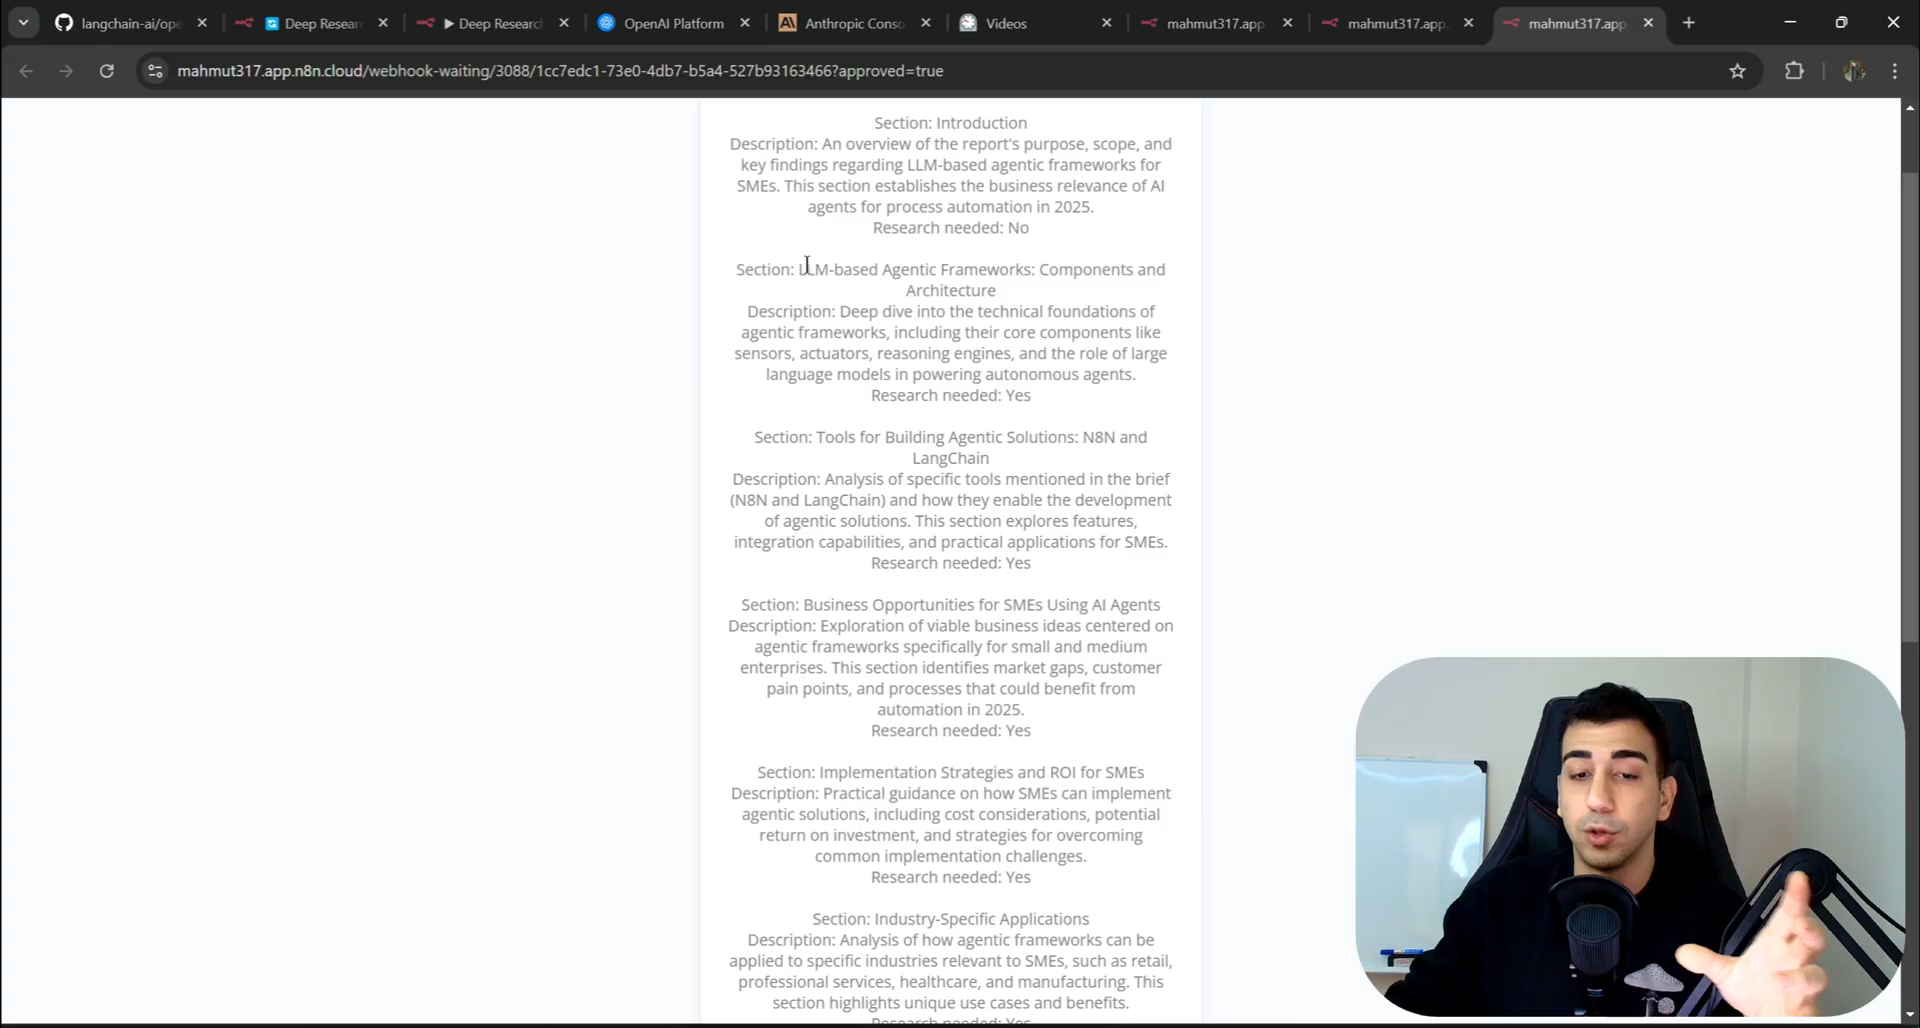 langchain-ai/ope
Deep Resear
Deep Research
OpenAI Platform
Anthropic Conso
Videos
mahmut317.app.
mahmut317.app.
mahmut317.app
mahmut317.app.n8n.cloud/webhook-waiting/3088/1cc7edc1-73e0-4db7-b5a4-527b93163466?approved=true
Section: Introduction
Description: An overview of the report's purpose, scope, and
key findings regarding LLM-based agentic frameworks for
SMEs. This section establishes the business relevance of AI
agents for process automation in 2025.
Research needed: No
Section: LLM-based Agentic Frameworks: Components and
Architecture
Description: Deep dive into the technical foundations of
agentic frameworks, including their core components like
sensors, actuators, reasoning engines, and the role of large
language models in powering autonomous agents.
Research needed: Yes
Section: Tools for Building Agentic Solutions: N8N and
LangChain
Description: Analysis of specific tools mentioned in the brief
(N8N and LangChain) and how they enable the development
of agentic solutions. This section explores features,
integration capabilities, and practical applications for SMEs.
Research needed: Yes
Section: Business Opportunities for SMEs Using AI Agents
Description: Exploration of viable business ideas centered on
agentic frameworks specifically for small and medium
enterprises. This section identifies market gaps, customer
pain points, and processes that could benefit from
automation in 2025.
Research needed: Yes
Section: Implementation Strategies and ROI for SMEs
Description: Practical guidance on how SMEs can implement
agentic solutions, including cost considerations, potential
return on investment, and strategies for overcoming
common implementation challenges.
Research needed: Yes
Section: Industry-Specific Applications
Description: Analysis of how agentic frameworks can be
applied to specific industries relevant to SMEs, such as retail,
professional services, healthcare, and manufacturing. This
section highlights unique use cases and benefits.
Research needed: Yes